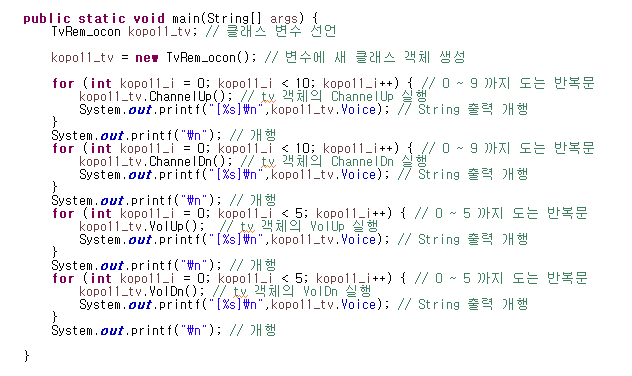 public static void main(String[] args) {
TvRem_ocon kopo11_tv; // 클래스 변수 선언
kopo11_tv = new TvRem_ocon(); // 변수에 새 클래스 객체 생성
for (int kopo11_i = 0; kopo11_i < 10; kopo11_i++) { // 0 ~ 9 까지 도는 반복문
kopo11_tv.ChannelUp(); // tv 객체의 ChannelUp 실행
System.out.printf("[%s]₩n",kopo11_tv.Voice); // String 출력 개행
}
System.out.printf("₩n"); // 개행
for (int kopo11_i = 0; kopo11_i < 10; kopo11_i++) { // 0 ~ 9 까지 도는 반복문
kopo11_tv.ChannelDn(); // tv 객체의 ChannelDn 실행
System.out.printf("[%s]₩n",kopo11_tv.Voice); // String 출력 개행
}
System.out.printf("₩n"); // 개행
for (int kopo11_i = 0; kopo11_i < 5; kopo11_i++) { // 0 ~ 5 까지 도는 반복문
kopo11_tv.VolUp();  // tv 객체의 VolUp 실행
System.out.printf("[%s]₩n",kopo11_tv.Voice); // String 출력 개행
}
System.out.printf("₩n"); // 개행
for (int kopo11_i = 0; kopo11_i < 5; kopo11_i++) { // 0 ~ 5 까지 도는 반복문
kopo11_tv.VolDn(); // tv 객체의 VolDn 실행
System.out.printf("[%s]₩n",kopo11_tv.Voice); // String 출력 개행
}
System.out.printf("₩n"); // 개행
}